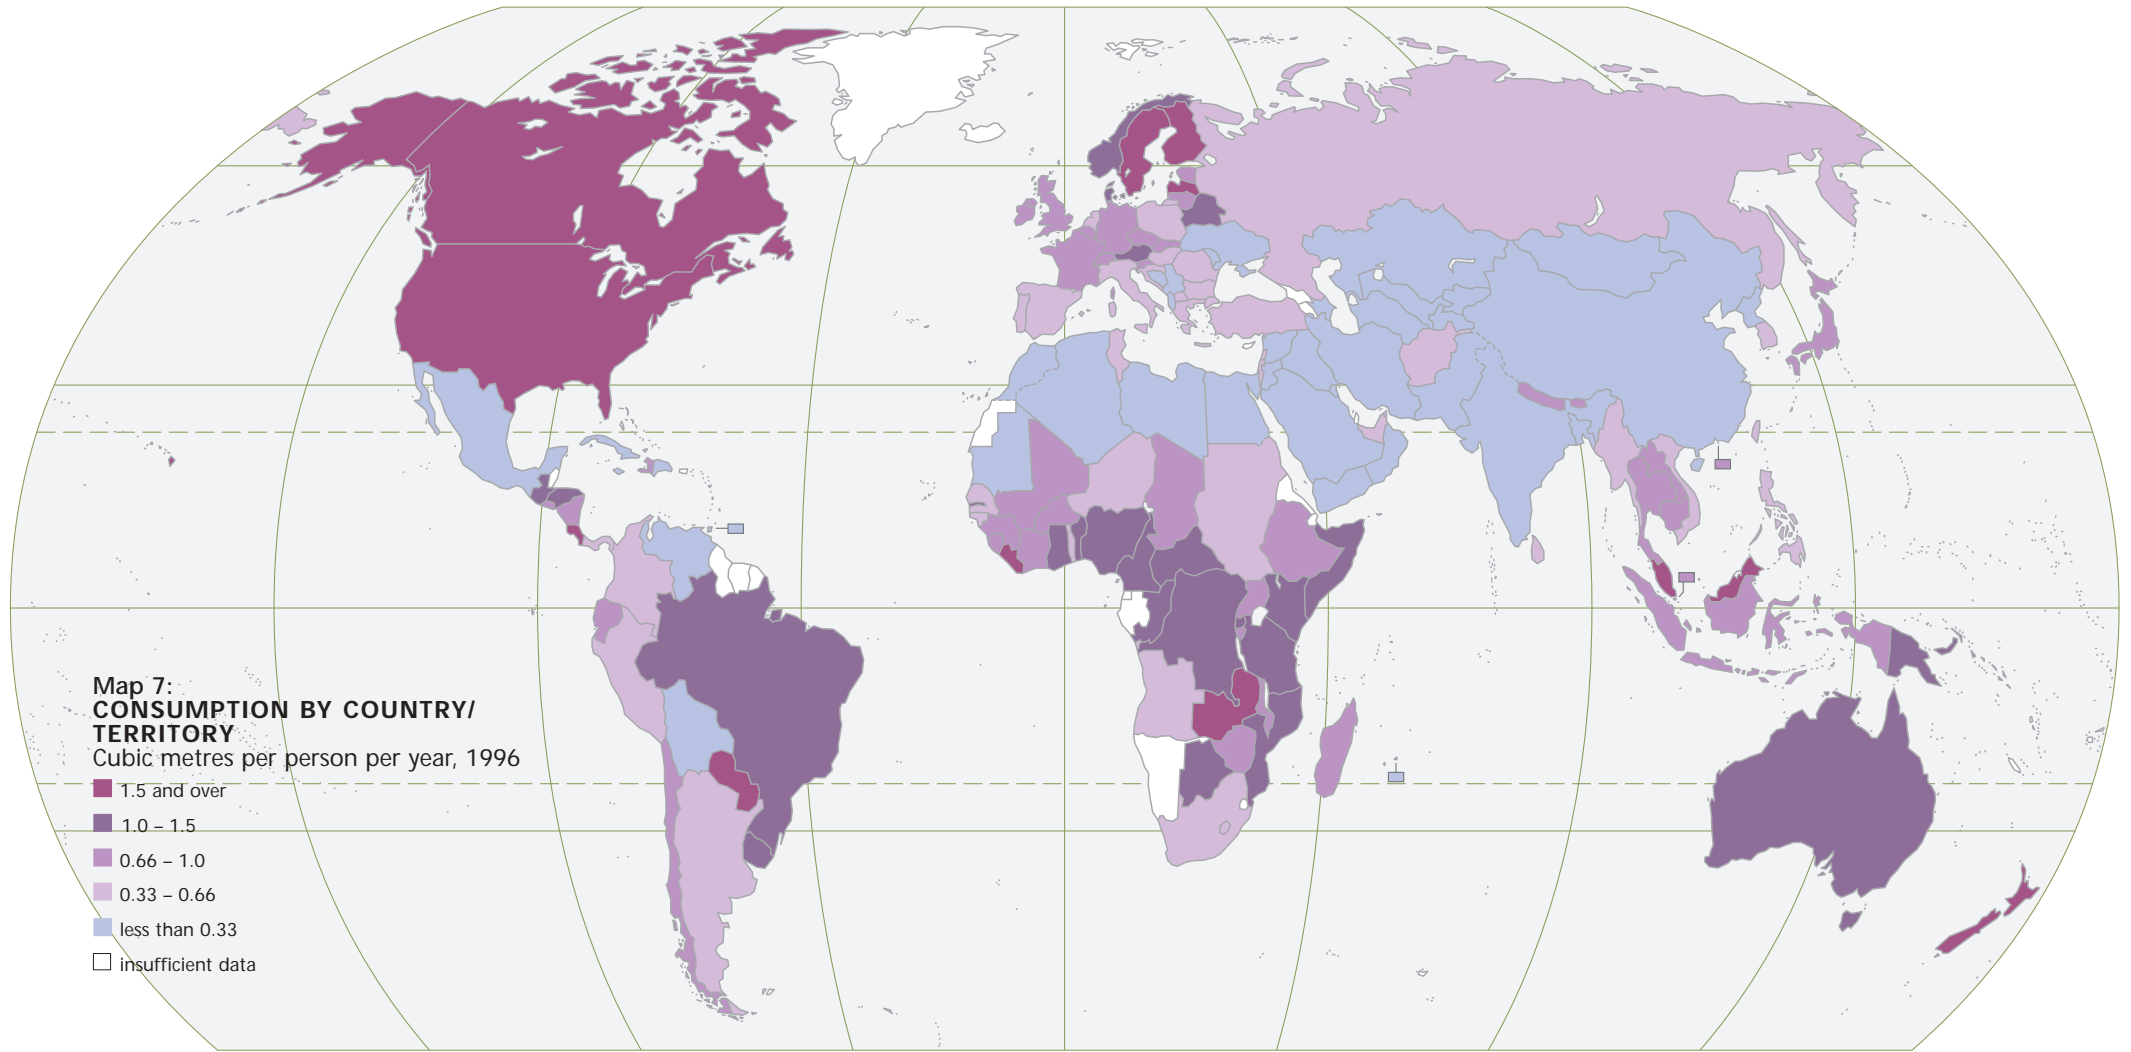 Map 7:
CONSUMPTION BY COUNTRY/
TERRITORY
Cubic metres per person per year, 1996
1.5 and over
1.0 – 1.5
0.66 – 1.0
0.33 – 0.66
less than 0.33
insufficient data